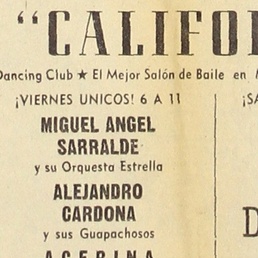 "CALIFO
Dancing Club ★ El Mejor Salón de Baile en
¡VIERNES UNICOS! 6 A 11
MIGUEL ANGEL
SARRALDE
y su Orquesta Estrella
ALEJANDRO
CARDONA
y sus Guapachosos
ACERINA